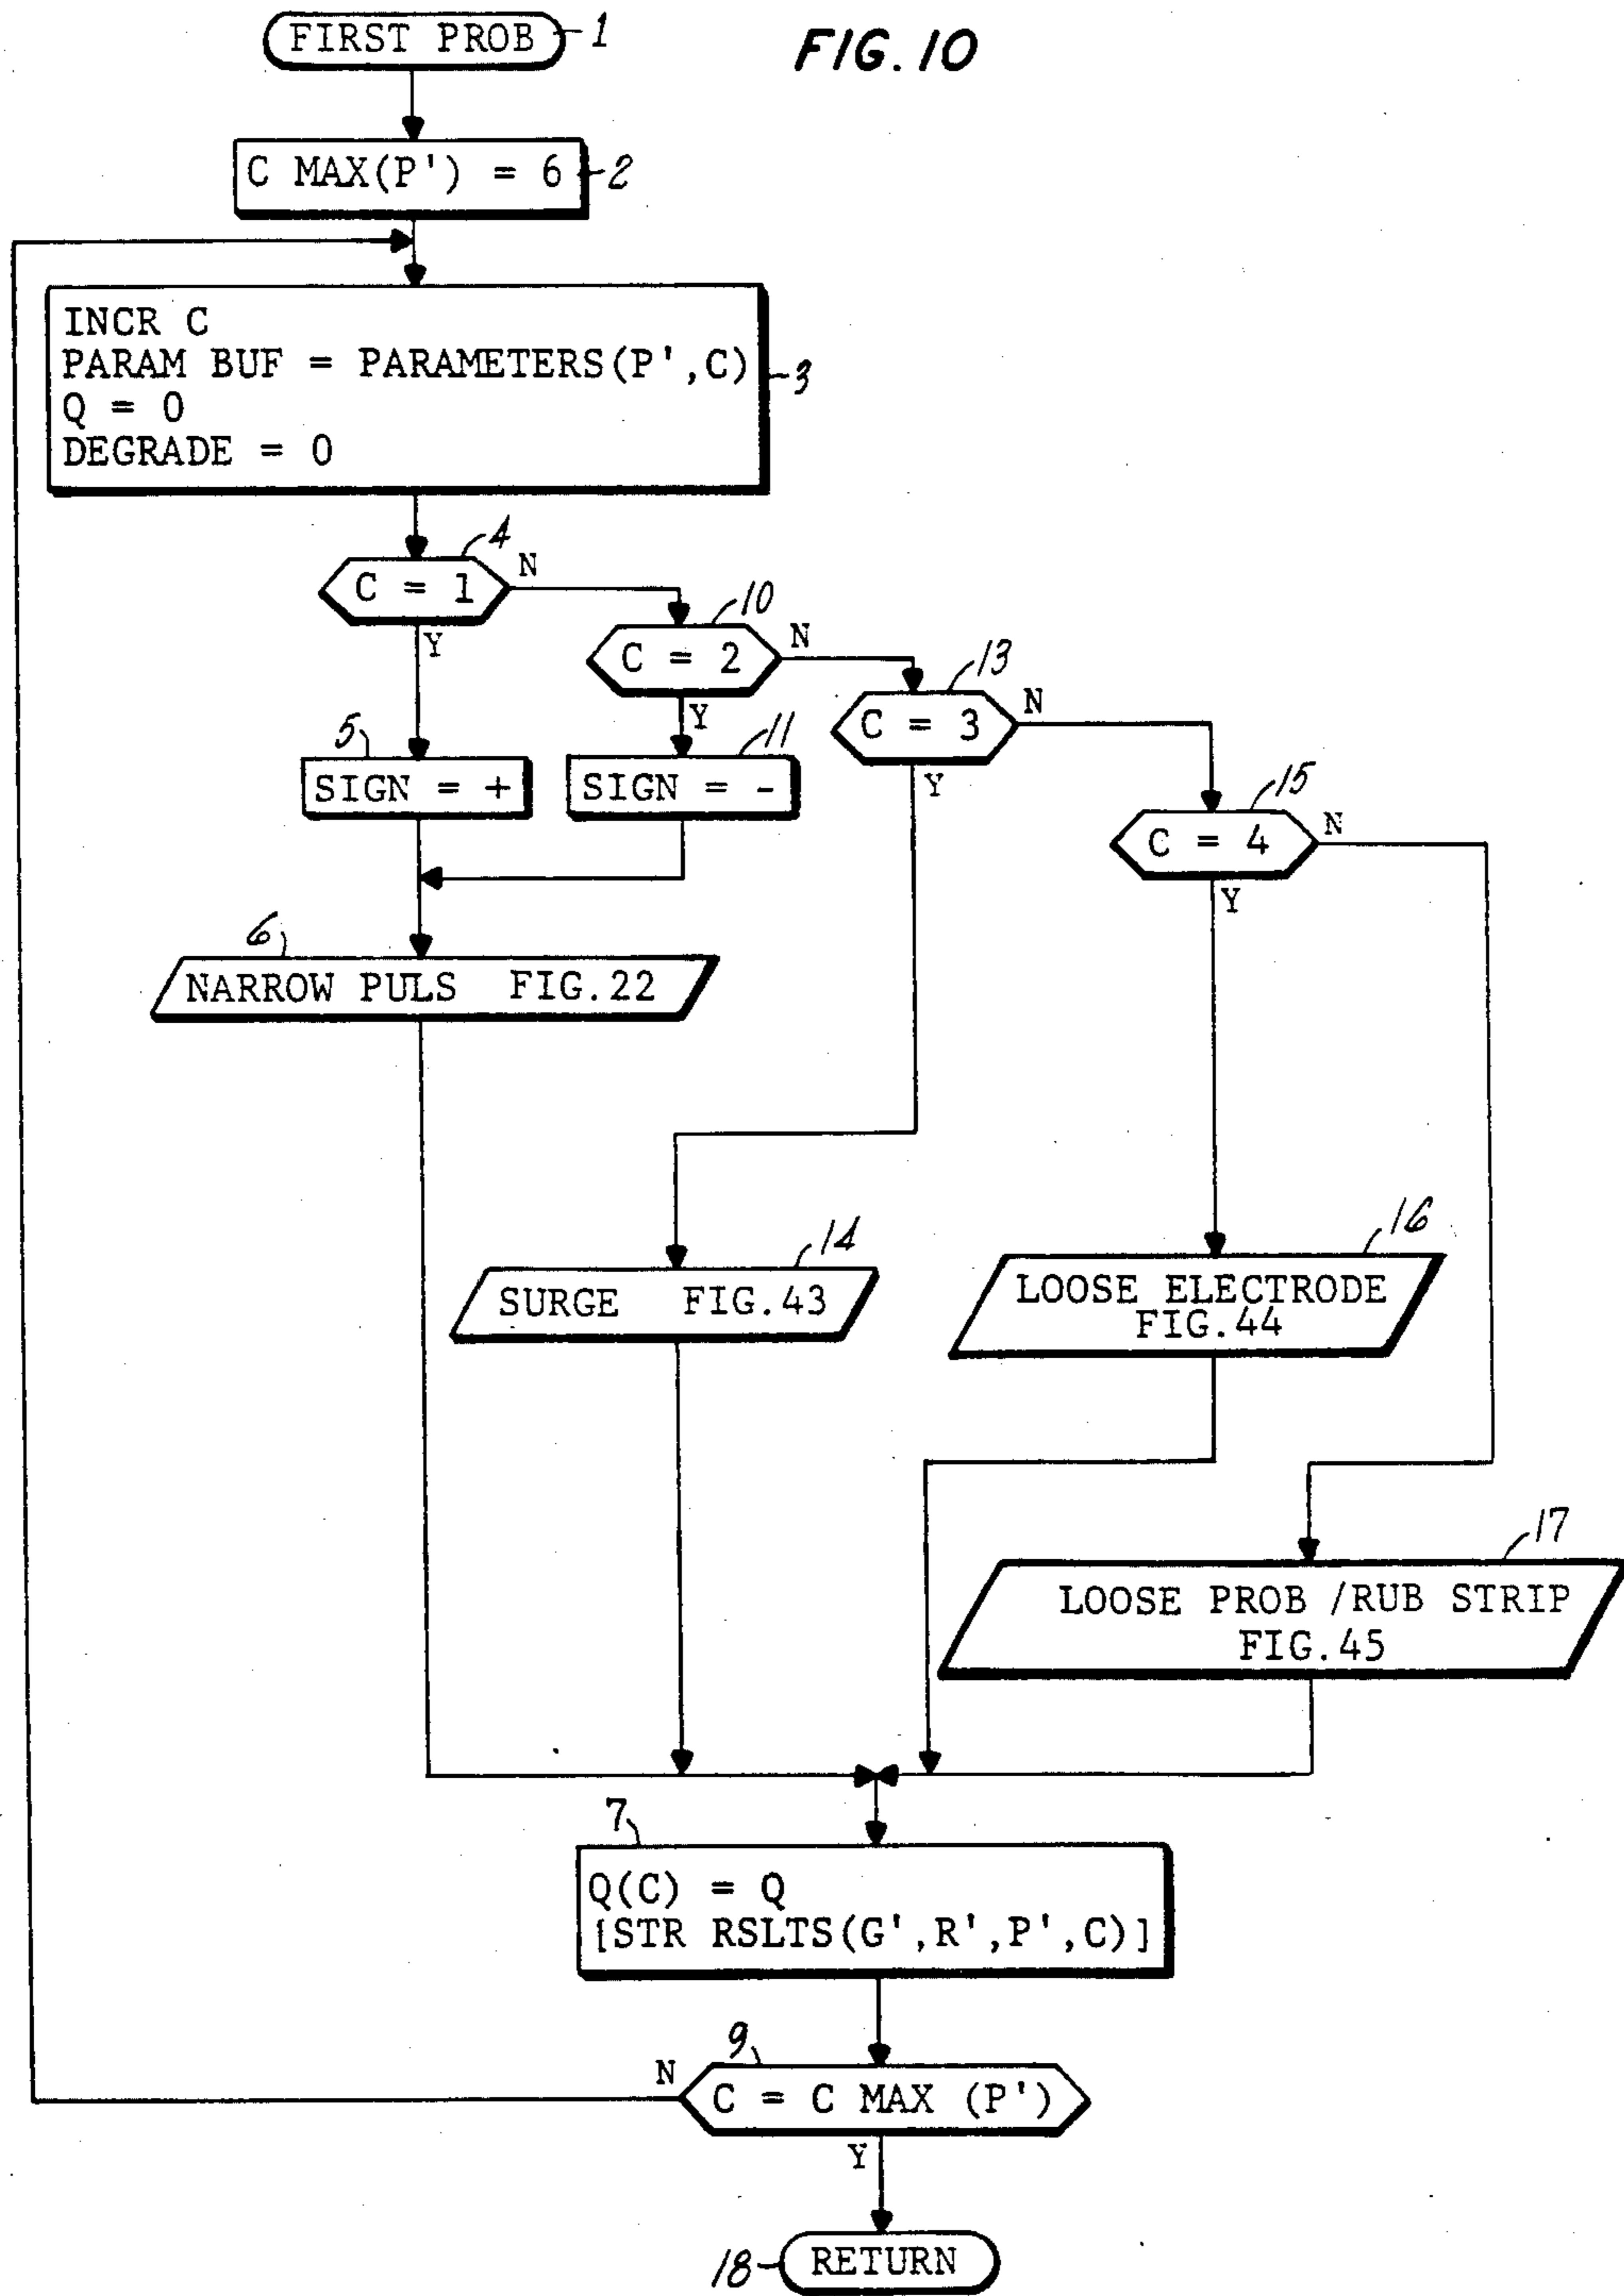 FIRST PROB 1
FIG. 10
C MAX(P') = 6 2
INCR C
PARAM BUF = PARAMETERS(P',C) 3
Q = 0
DEGRADE = 0
4
C = 1 N
Y
10
C = 2 N
Y
13
C = 3 N
Y
5
SIGN = +
11
SIGN = -
15
C = 4 N
Y
6
NARROW PULS FIG.22
14
SURGE FIG.43
16
LOOSE ELECTRODE
FIG.44
17
LOOSE PROB /RUB STRIP
FIG.45
7
Q(C) = Q
[STR RSLTS(G',R',P',C)]
9
N C = C MAX (P')
Y
18 RETURN